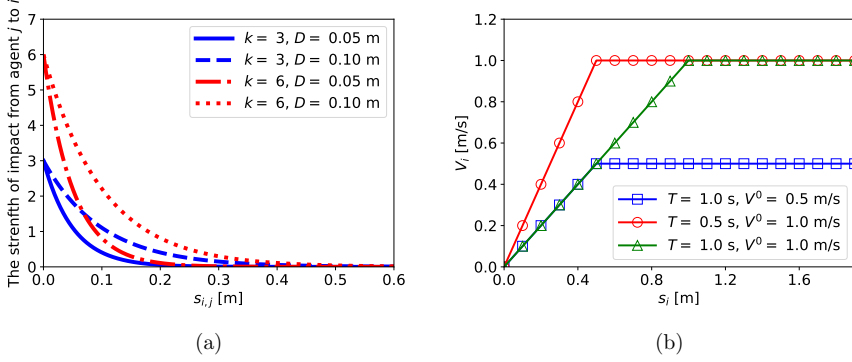 The strenfth of impact from agent j to i
7
6
5
4
3
2
1
0
0.0 0.1 0.2 0.3 0.4 0.5 0.6
s_{i,j} [m]
k = 3, D = 0.05 m
k = 3, D = 0.10 m
k = 6, D = 0.05 m
k = 6, D = 0.10 m
(a)
V_i [m/s]
1.2
1.0
0.8
0.6
0.4
0.2
0.0
0.0 0.4 0.8 1.2 1.6
s_i [m]
T = 1.0 s, V^0 = 0.5 m/s
T = 0.5 s, V^0 = 1.0 m/s
T = 1.0 s, V^0 = 1.0 m/s
(b)